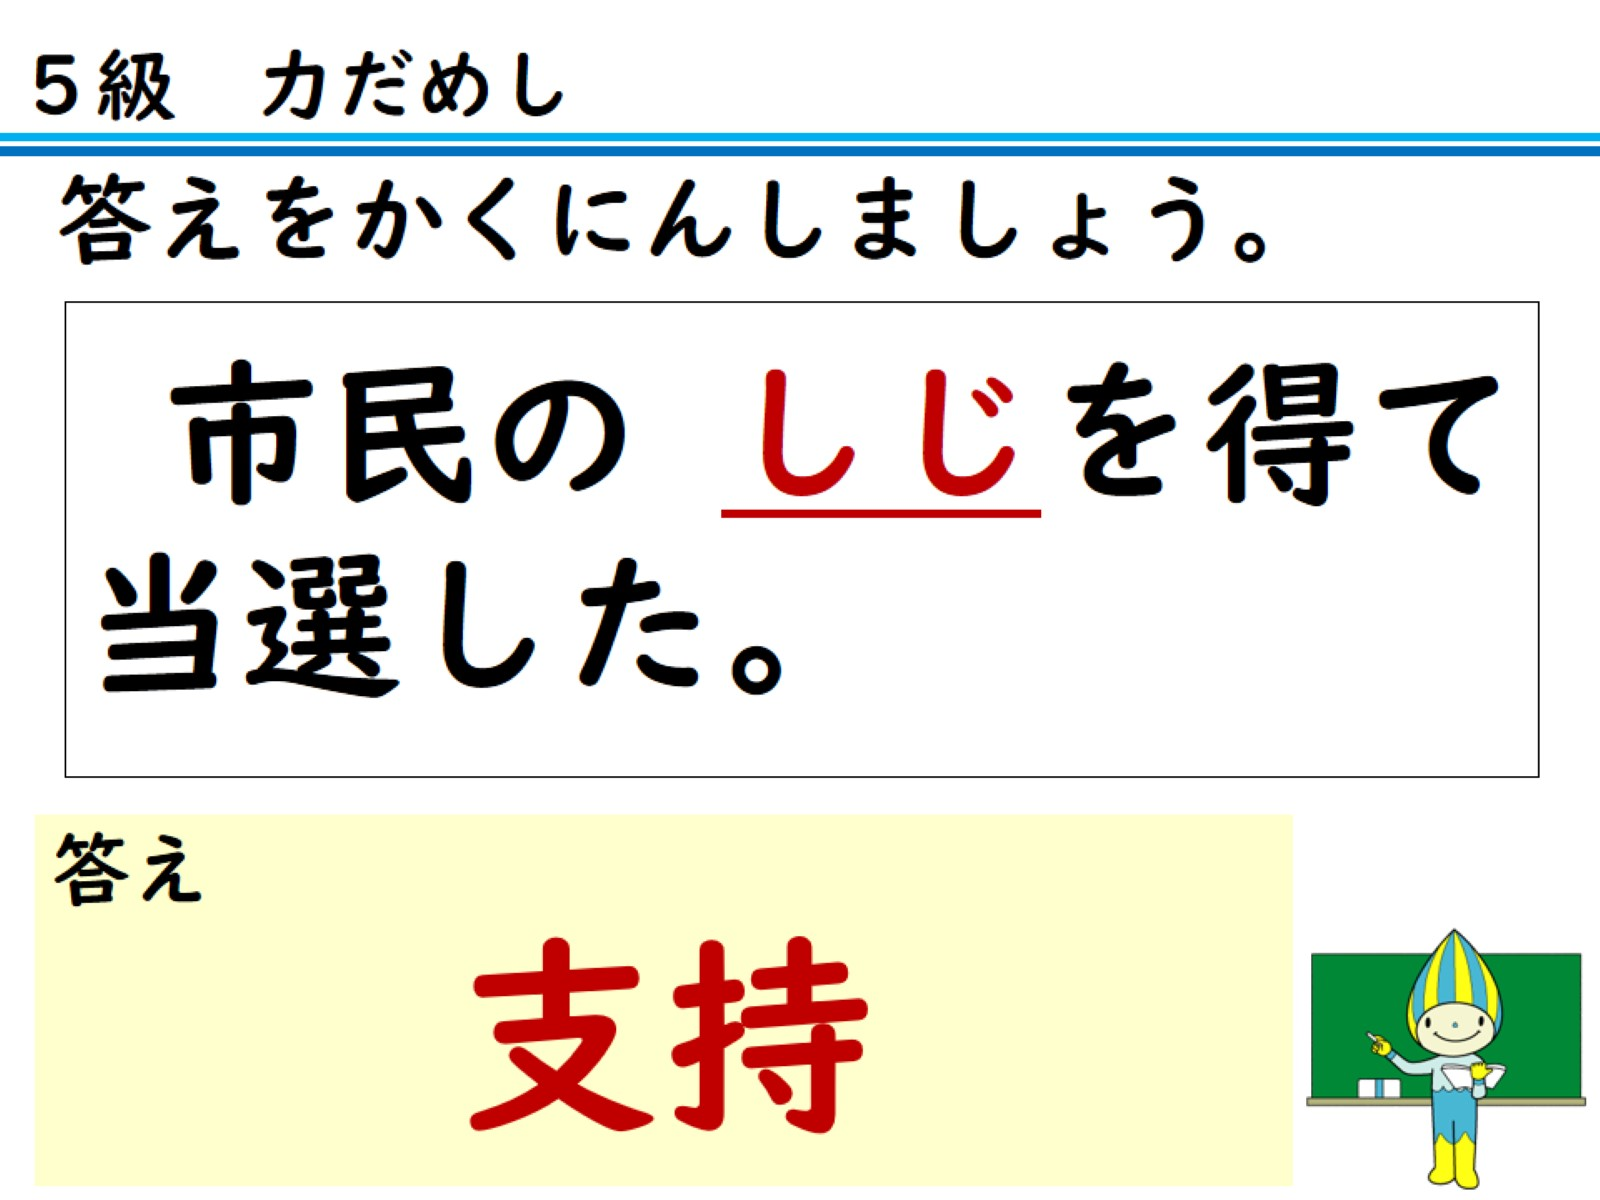 ５級　力だめし
答えをかくにんしましょう。
市民の しじを得て
当選した。
答え
支持